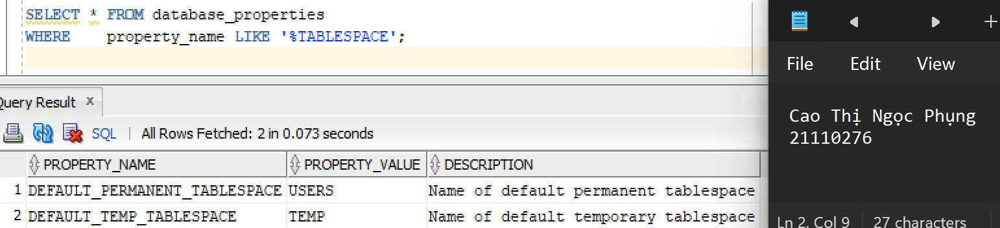 SELECT * FROM database_properties
WHERE    property_name LIKE '%TABLESPACE';
Query Result ×
SQL | All Rows Fetched: 2 in 0.073 seconds
PROPERTY_NAME PROPERTY_VALUE DESCRIPTION
1 DEFAULT_PERMANENT_TABLESPACE USERS Name of default permanent tablespace
2 DEFAULT_TEMP_TABLESPACE TEMP Name of default temporary tablespace
File Edit View
Cao Thị Ngọc Phụng
21110276
Ln 2, Col 9 27 characters